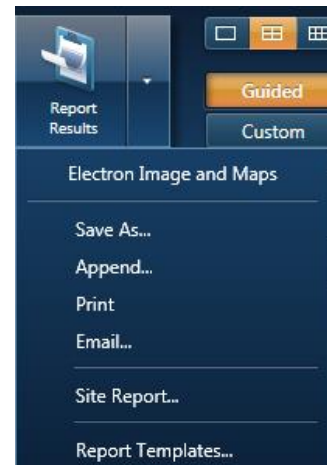 Report
Results
Guided
Custom
Electron Image and Maps
Save As...
Append...
Print
Email...
Site Report...
Report Templates...